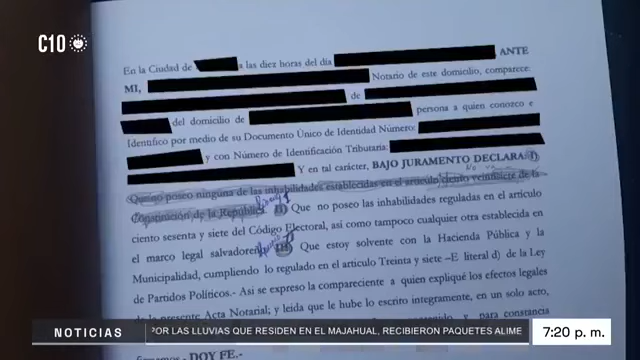 C10
En la Ciudad de a las diez horas del día ANTE
MI, Notario de este domicilio, comparece:
de
del domicilio de persona a quien conozco e
Identifico por medio de su Documento Único de Identidad Número:
y con Número de Identificación Tributaria:
Y en tal carácter, BAJO JURAMENTO DECLARA: I)
Que no poseo ninguna de las inhabilidades establecidas en el artículo ciento veintisiete de la
Constitución de la República. II) Que no poseo las inhabilidades reguladas en el artículo
ciento sesenta y siete del Código Electoral, así como tampoco cualquier otra establecida en
el marco legal salvadoreño. III) Que estoy solvente con la Hacienda Pública y la
Municipalidad, cumpliendo lo regulado en el artículo Treinta y siete –E literal d) de la Ley
de Partidos Políticos.- Así se expreso la compareciente a quien expliqué los efectos legales
de la presente Acta Notarial; y leída que le hube lo escrito íntegramente, en un solo acto,
y para constancia
DOY FE.-
NOTICIAS
POR LAS LLUVIAS QUE RESIDEN EN EL MAJAHUAL, RECIBIERON PAQUETES ALIME
7:20 p. m.